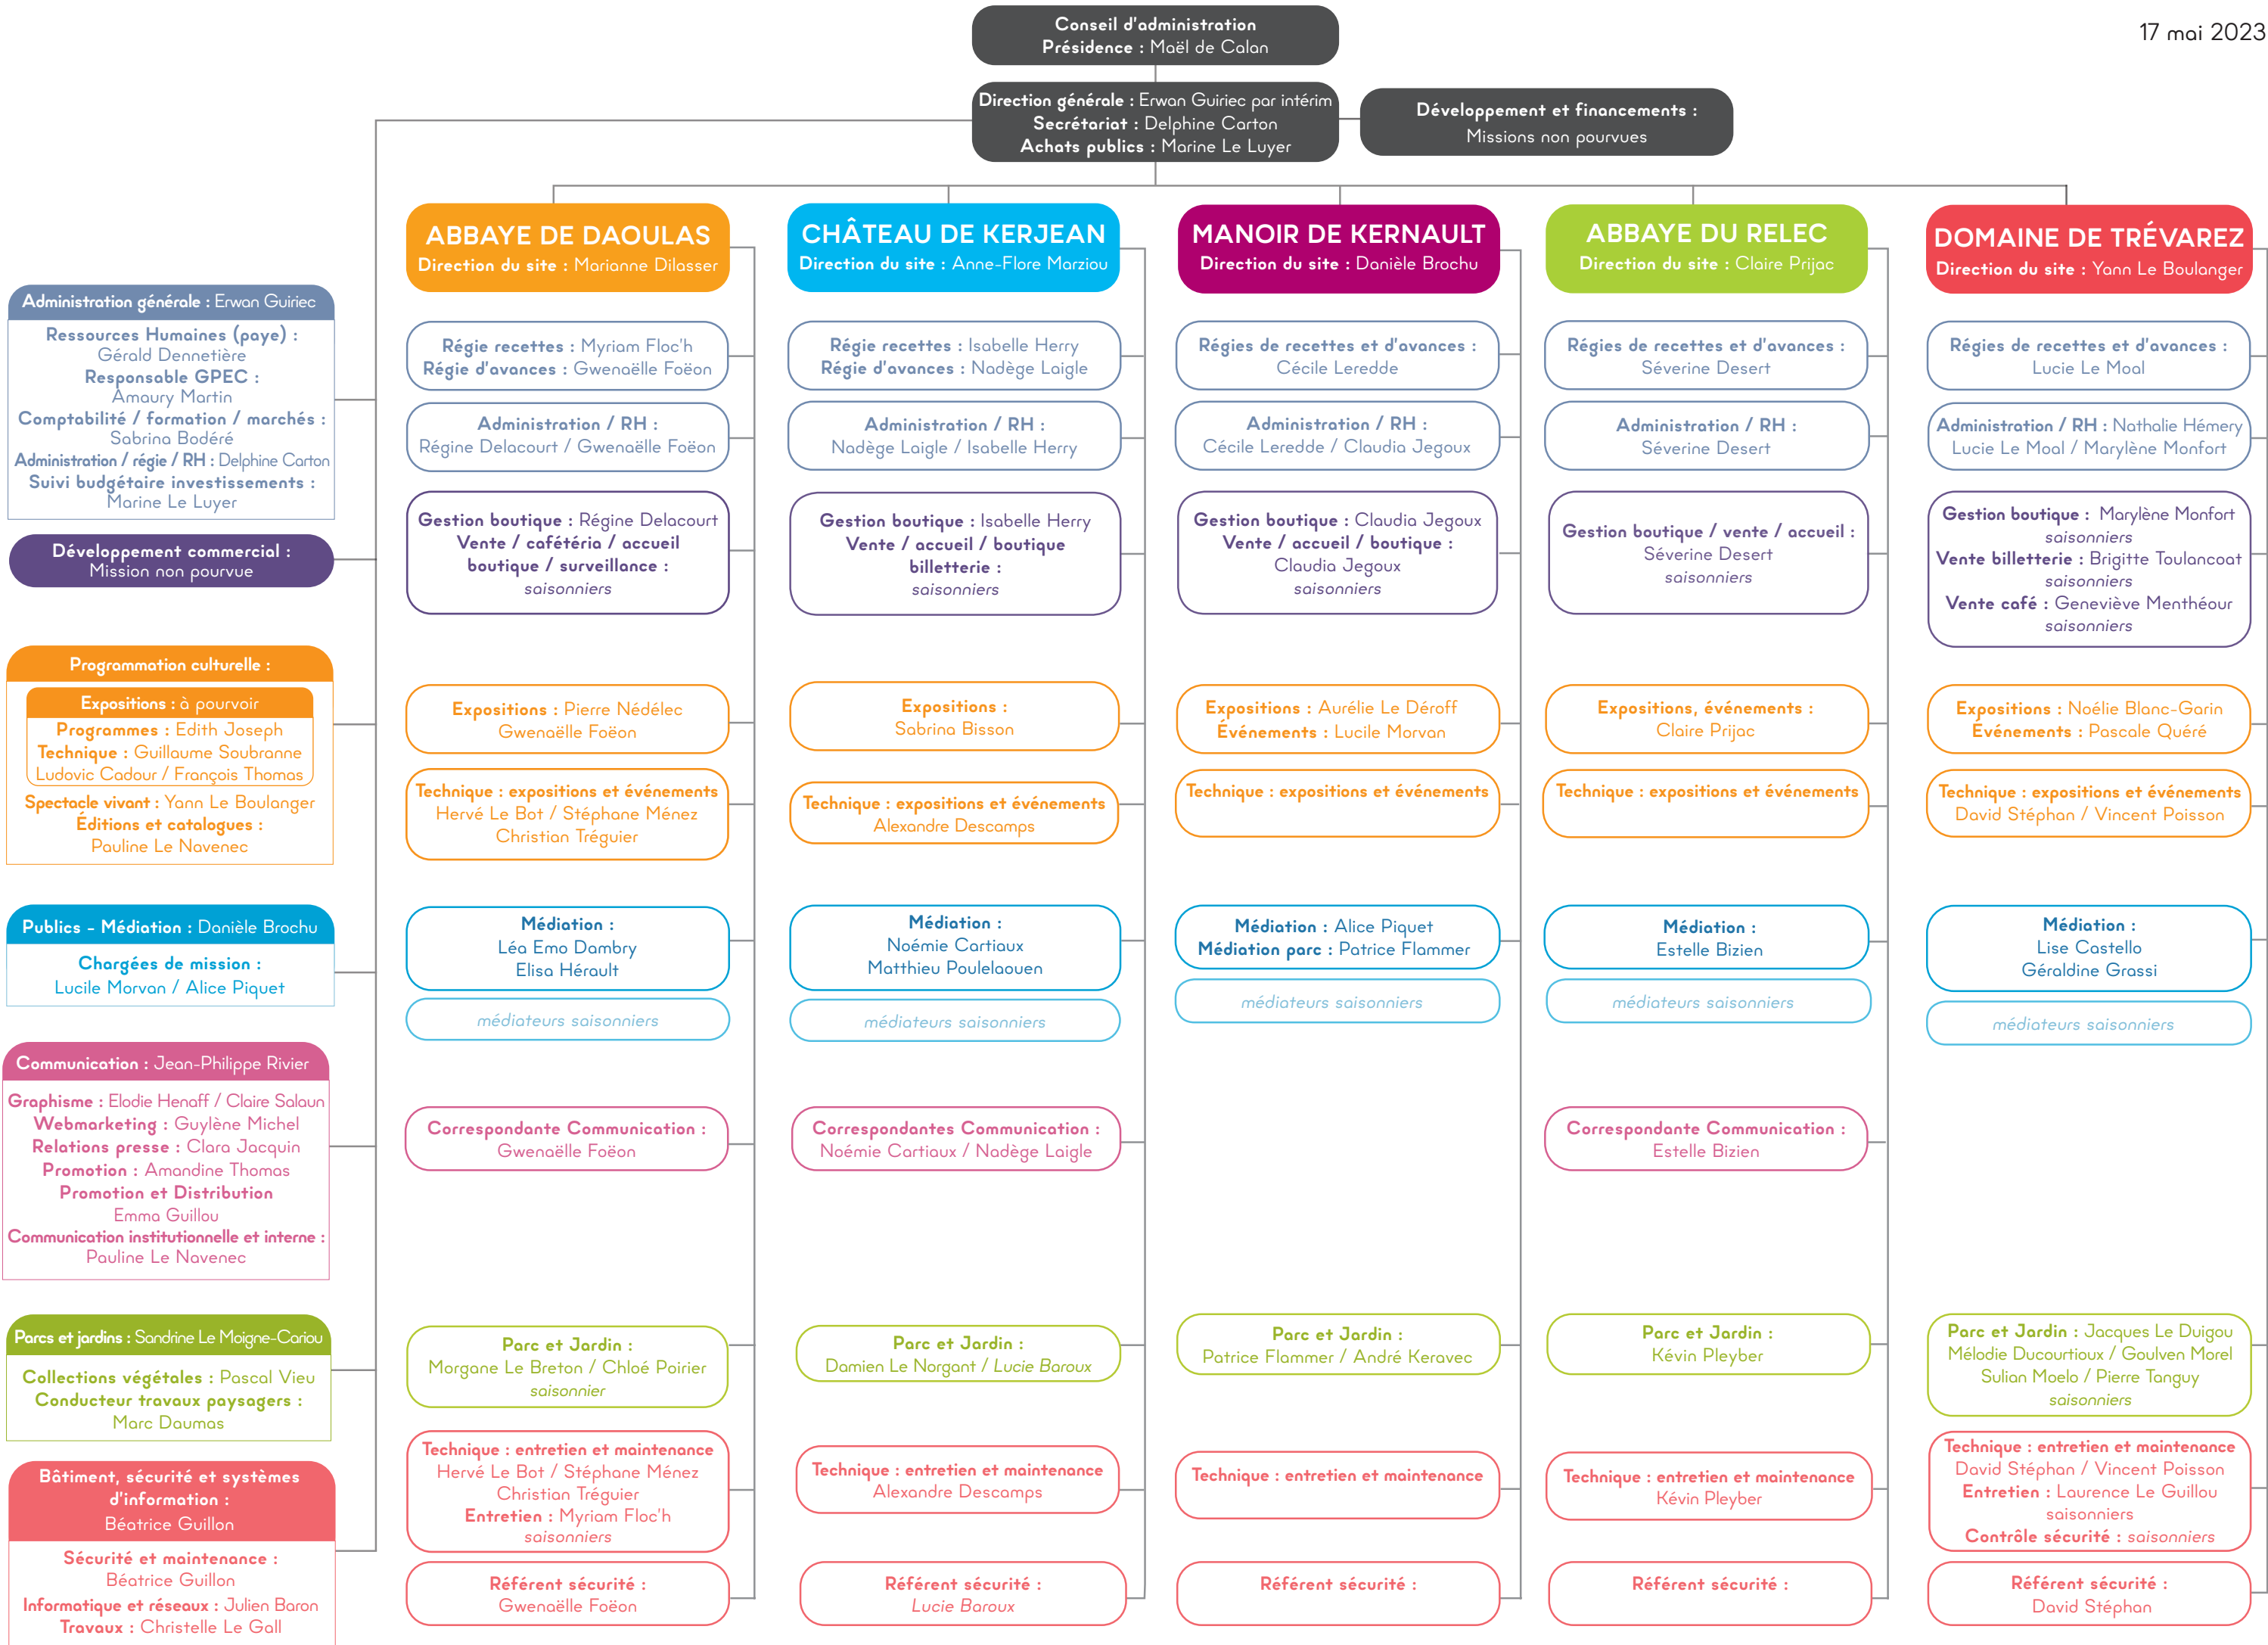 17 mai 2023
Conseil d'administration
Présidence : Maël de Calan
Direction générale : Erwan Guiriec par intérim
Secrétariat : Delphine Carton
Achats publics : Marine Le Luyer
Développement et financements :
Missions non pourvues
Administration générale : Erwan Guiriec
Ressources Humaines (paye) :
Gérald Dennetière
Responsable GPEC :
Amaury Martin
Comptabilité / formation / marchés :
Sabrina Bodéré
Administration / régie / RH : Delphine Carton
Suivi budgétaire investissements :
Marine Le Luyer
Développement commercial :
Mission non pourvue
Programmation culturelle :
Expositions : à pourvoir
Programmes : Edith Joseph
Technique : Guillaume Soubranne
Ludovic Cadour / François Thomas
Spectacle vivant : Yann Le Boulanger
Éditions et catalogues :
Pauline Le Navenec
Publics - Médiation : Danièle Brochu
Chargées de mission :
Lucile Morvan / Alice Piquet
Communication : Jean-Philippe Rivier
Graphisme : Elodie Henaff / Claire Salaun
Webmarketing : Guylène Michel
Relations presse : Clara Jacquin
Promotion : Amandine Thomas
Promotion et Distribution
Emma Guillou
Communication institutionnelle et interne :
Pauline Le Navenec
Parcs et jardins : Sandrine Le Moigne-Cariou
Collections végétales : Pascal Vieu
Conducteur travaux paysagers :
Marc Daumas
Bâtiment, sécurité et systèmes
d'information :
Béatrice Guillon
Sécurité et maintenance :
Béatrice Guillon
Informatique et réseaux : Julien Baron
Travaux : Christelle Le Gall
ABBAYE DE DAOULAS
Direction du site : Marianne Dilasser
Régie recettes : Myriam Floc'h
Régie d'avances : Gwenaëlle Foëon
Administration / RH :
Régine Delacourt / Gwenaëlle Foëon
Gestion boutique : Régine Delacourt
Vente / cafétéria / accueil
boutique / surveillance :
saisonniers
Expositions : Pierre Nédélec
Gwenaëlle Foëon
Technique : expositions et événements
Hervé Le Bot / Stéphane Ménez
Christian Tréguier
Médiation :
Léa Emo Dambry
Elisa Hérault
médiateurs saisonniers
Correspondante Communication :
Gwenaëlle Foëon
Parc et Jardin :
Morgane Le Breton / Chloé Poirier
saisonnier
Technique : entretien et maintenance
Hervé Le Bot / Stéphane Ménez
Christian Tréguier
Entretien : Myriam Floc'h
saisonniers
Référent sécurité :
Gwenaëlle Foëon
CHÂTEAU DE KERJEAN
Direction du site : Anne-Flore Marziou
Régie recettes : Isabelle Herry
Régie d'avances : Nadège Laigle
Administration / RH :
Nadège Laigle / Isabelle Herry
Gestion boutique : Isabelle Herry
Vente / accueil / boutique
billetterie :
saisonniers
Expositions :
Sabrina Bisson
Technique : expositions et événements
Alexandre Descamps
Médiation :
Noémie Cartiaux
Matthieu Poulelaouen
médiateurs saisonniers
Correspondantes Communication :
Noémie Cartiaux / Nadège Laigle
Parc et Jardin :
Damien Le Norgant / Lucie Baroux
Technique : entretien et maintenance
Alexandre Descamps
Référent sécurité :
Lucie Baroux
MANOIR DE KERNAULT
Direction du site : Danièle Brochu
Régies de recettes et d'avances :
Cécile Leredde
Administration / RH :
Cécile Leredde / Claudia Jegoux
Gestion boutique : Claudia Jegoux
Vente / accueil / boutique :
Claudia Jegoux
saisonniers
Expositions : Aurélie Le Déroff
Événements : Lucile Morvan
Technique : expositions et événements
Médiation : Alice Piquet
Médiation parc : Patrice Flammer
médiateurs saisonniers
Parc et Jardin :
Patrice Flammer / André Keravec
Technique : entretien et maintenance
Référent sécurité :
ABBAYE DU RELEC
Direction du site : Claire Prijac
Régies de recettes et d'avances :
Séverine Desert
Administration / RH :
Séverine Desert
Gestion boutique / vente / accueil :
Séverine Desert
saisonniers
Expositions, événements :
Claire Prijac
Technique : expositions et événements
Médiation :
Estelle Bizien
médiateurs saisonniers
Correspondante Communication :
Estelle Bizien
Parc et Jardin :
Kévin Pleyber
Technique : entretien et maintenance
Kévin Pleyber
Référent sécurité :
DOMAINE DE TRÉVAREZ
Direction du site : Yann Le Boulanger
Régies de recettes et d'avances :
Lucie Le Moal
Administration / RH : Nathalie Hémery
Lucie Le Moal / Marylène Monfort
Gestion boutique : Marylène Monfort
saisonniers
Vente billetterie : Brigitte Toulancoat
saisonniers
Vente café : Geneviève Menthéour
saisonniers
Expositions : Noélie Blanc-Garin
Événements : Pascale Quéré
Technique : expositions et événements
David Stéphan / Vincent Poisson
Médiation :
Lise Castello
Géraldine Grassi
médiateurs saisonniers
Parc et Jardin : Jacques Le Duigou
Mélodie Ducourtioux / Goulven Morel
Sulian Moelo / Pierre Tanguy
saisonniers
Technique : entretien et maintenance
David Stéphan / Vincent Poisson
Entretien : Laurence Le Guillou
saisonniers
Contrôle sécurité : saisonniers
Référent sécurité :
David Stéphan